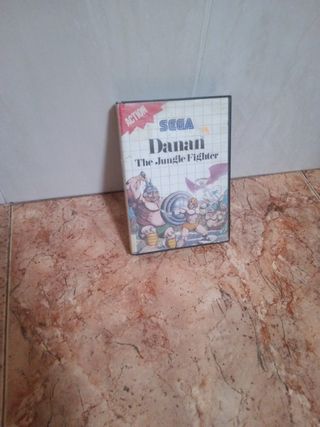 ACTION
SEGA
Danan
The Jungle Fighter